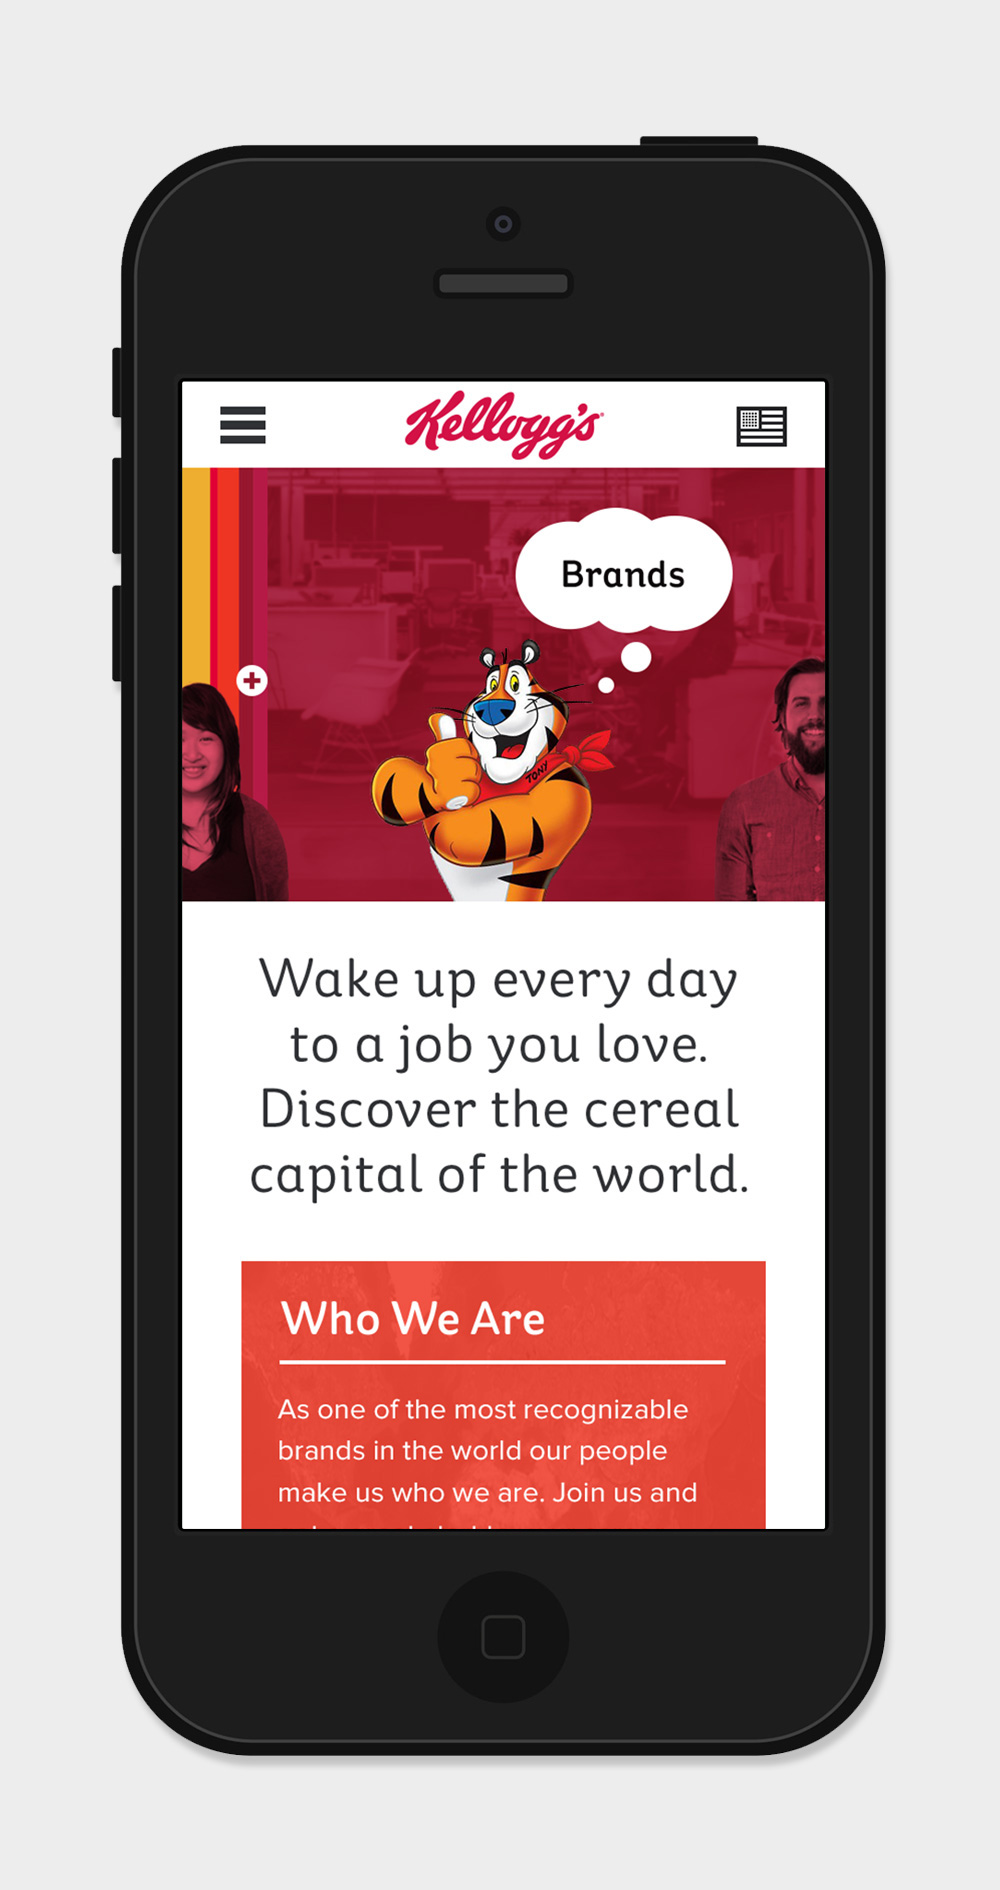 Kellogg's
Brands
TONY
Wake up every day
to a job you love.
Discover the cereal
capital of the world.
Who We Are
As one of the most recognizable
brands in the world our people
make us who we are. Join us and